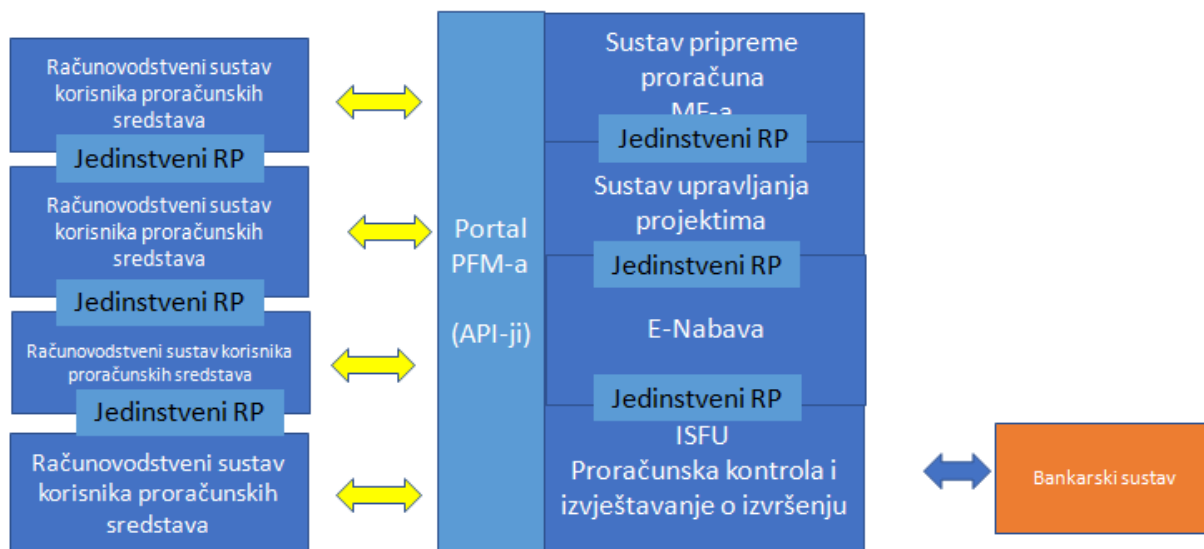 Računovodstveni sustav
korisnika proračunskih
sredstava
Jedinstveni RP
Računovodstveni sustav
korisnika proračunskih
sredstava
Jedinstveni RP
Računovodstveni sustav korisnika
proračunskih sredstava
Jedinstveni RP
Računovodstveni sustav
korisnika proračunskih
sredstava
Portal
PFM-a
(API-ji)
Sustav pripreme
proračuna
MF-a
Jedinstveni RP
Sustav upravljanja
projektima
Jedinstveni RP
E-Nabava
Jedinstveni RP
ISFU
Proračunska kontrola i
izvještavanje o izvršenju
Bankarski sustav